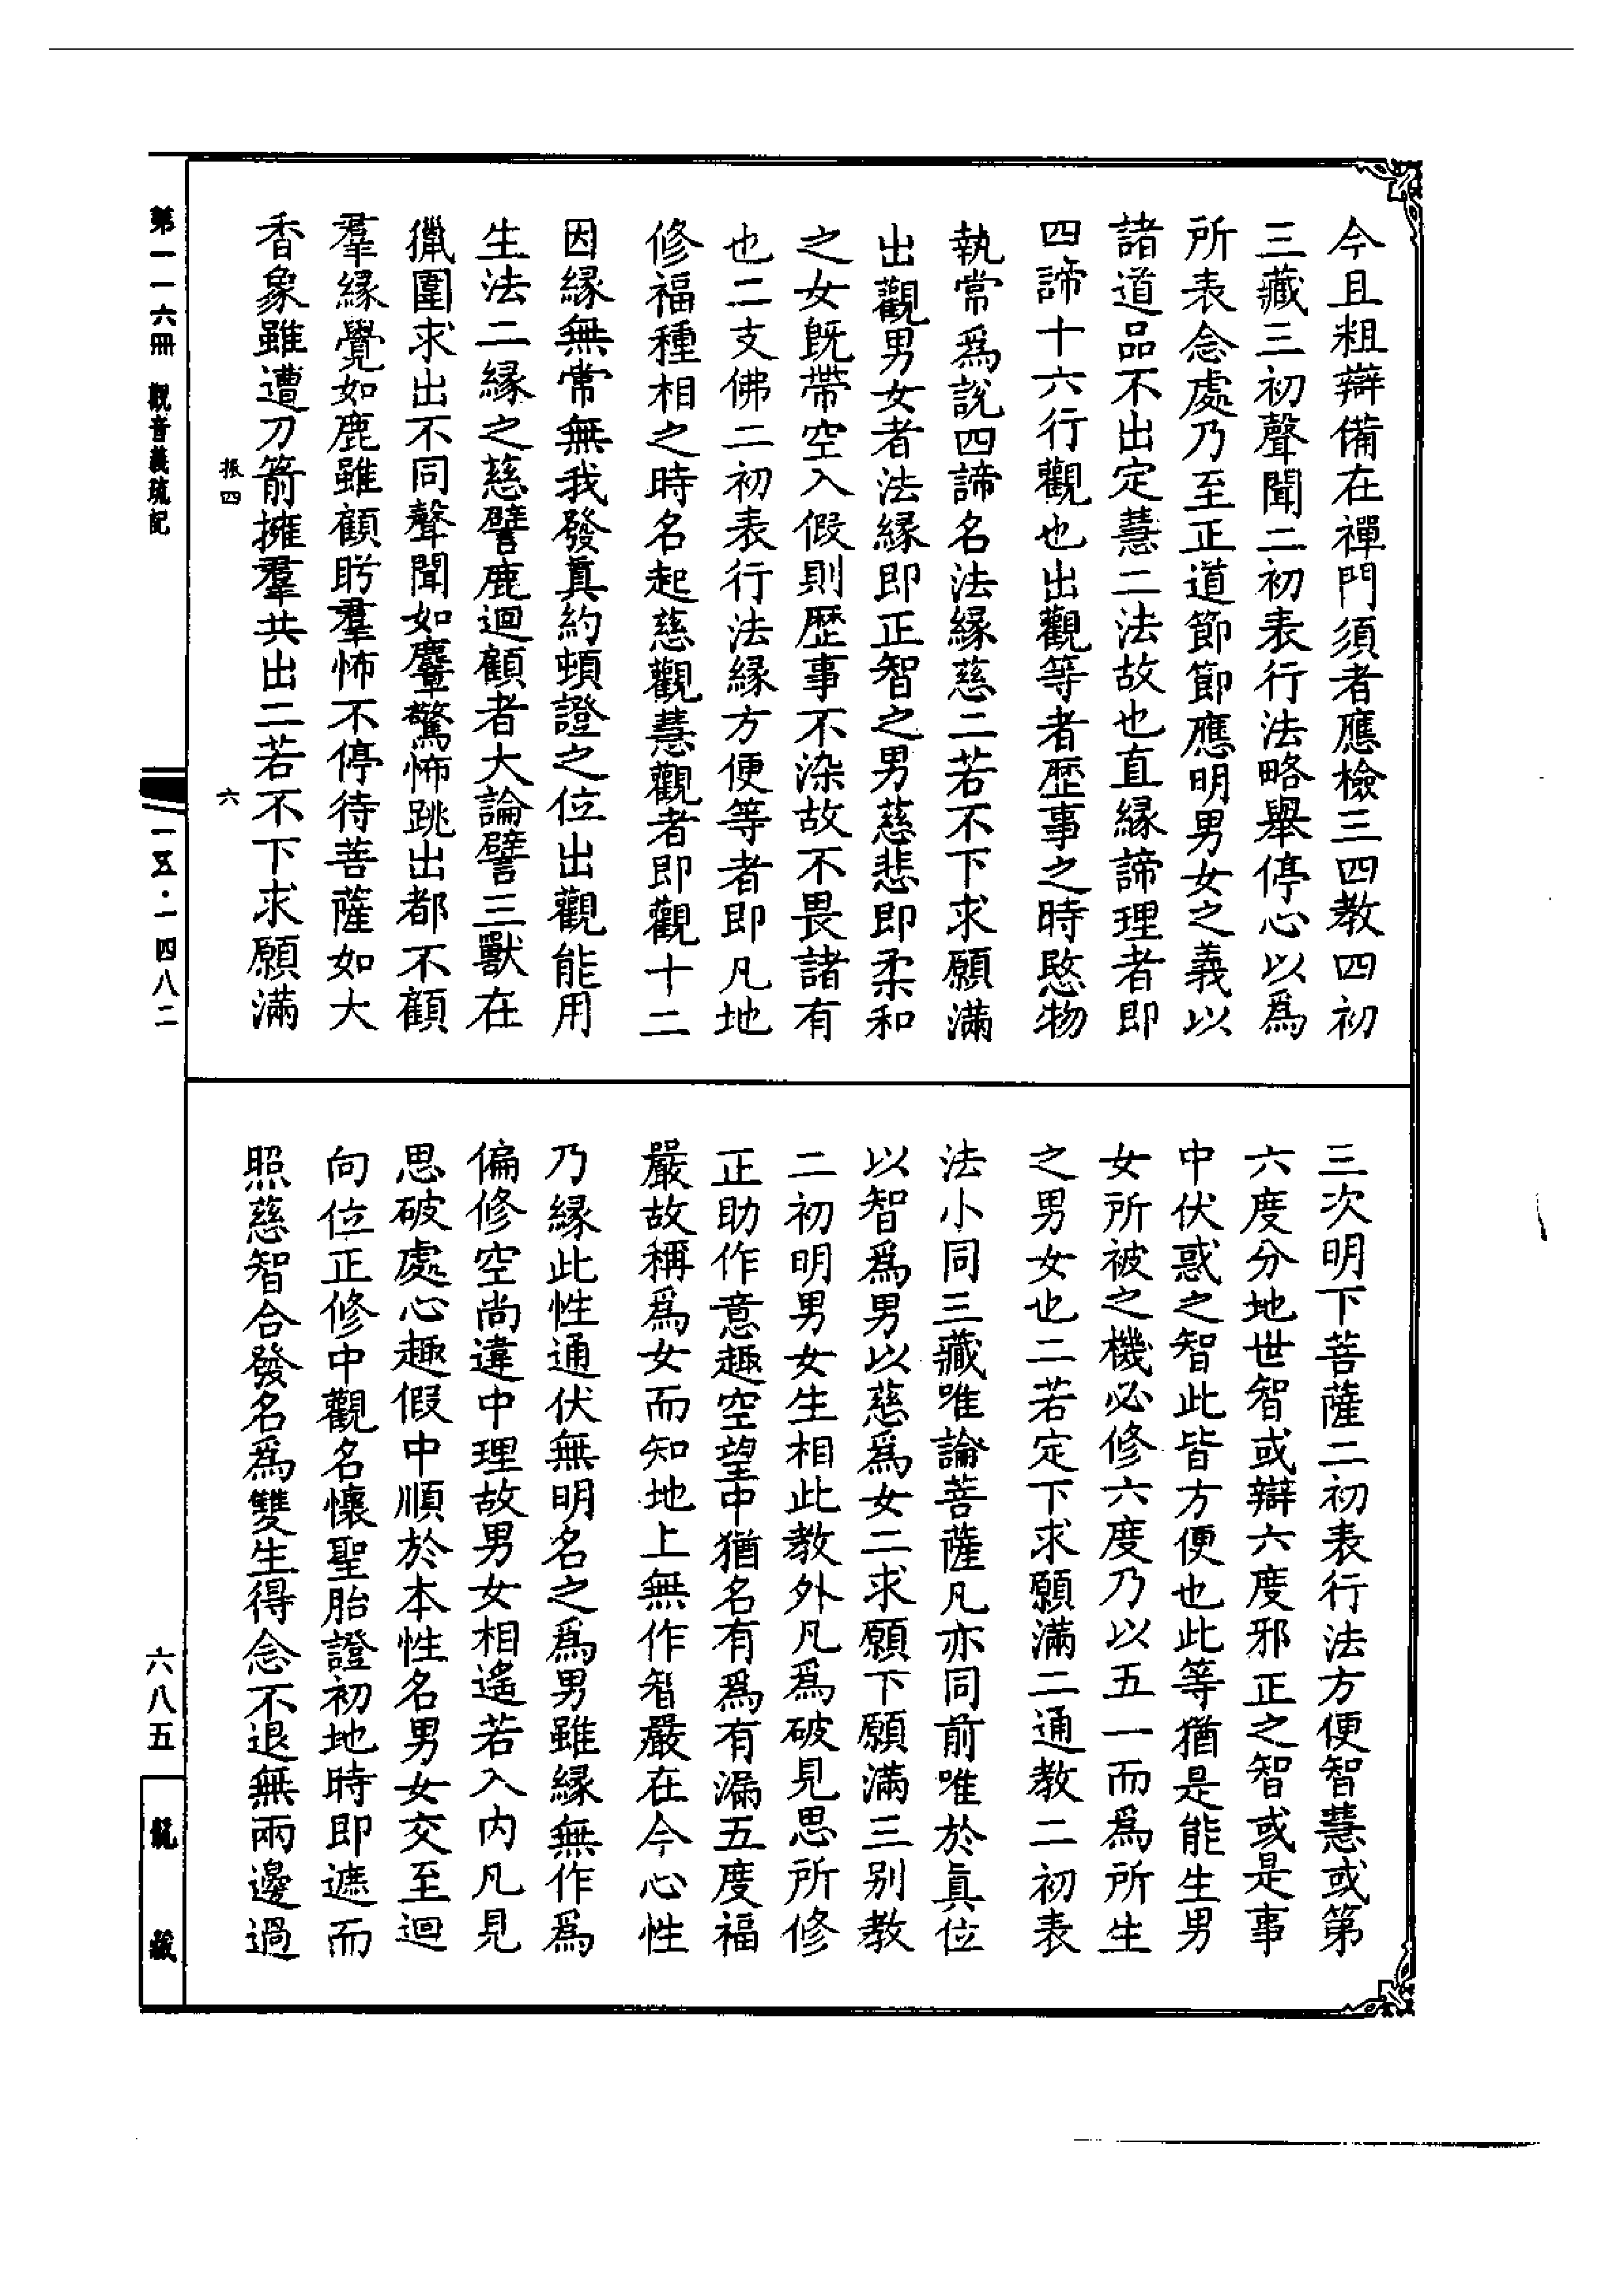 今且粗辯備在禪門須者應檢三四教四初
三藏三初聲聞二初表行法略舉停心以爲
所表念處乃至正道節節應明男女之義以
諸道品不出定慧二法故也直緣諦理者即
四諦十六行觀也出觀等者歷事之時愍物
執常爲說四諦名法緣慈二若不下求願滿
出觀男女者法緣即正智之男慈悲即柔和
之女旣帶空入假則歷事不染故不畏諸有
也二支佛二初表行法緣方便等者即凡地
修福種相之時名起慈觀慧觀者即觀十二
因緣無常無我發真約頓證之位出觀能用
生法二緣之慈譬鹿迴顧者大論譬三獸在
獵圍求出不同聲聞如麞驚怖跳出都不顧
羣緣覺如鹿雖顧盻羣怖不停待菩薩如大
香象雖遭刀箭擁羣共出二若不下求願滿
三次明下菩薩二初表行法方便智慧或第
六度分地世智或辯六度邪正之智或是事
中伏惑之智此皆方便也此等猶是能生男
女所被之機必修六度乃以五一而爲所生
之男女也二若定下求願滿二通教二初表
法小同三藏唯論菩薩凡亦同前唯於真位
以智爲男以慈爲女二求願下願滿三別教
二初明男女生相此教外凡爲破見思所修
正助作意趣空望中猶名有爲有漏五度福
嚴故稱爲女而知地上無作智嚴在今心性
乃緣此性通伏無明名之爲男雖緣無作爲
偏修空尚違中理故男女相遙若入內凡見
思破處心趣假中順於本性名男女交至迴
向位正修中觀名懷聖胎證初地時即遮而
照慈智合發名爲雙生得念不退無兩邊過
振四
六
第一一六冊 觀音義疏記
一五·一四八二
六八五
龍藏